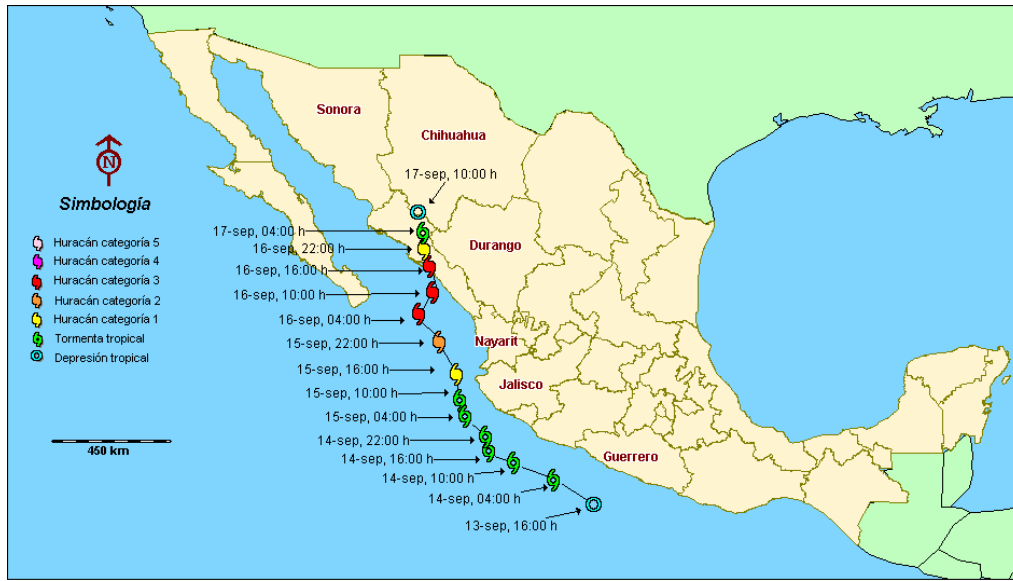 Sonora
Chihuahua
N
17-sep, 10:00 h
Simbología
17-sep, 04:00 h
Durango
Huracán categoría 5
16-sep, 22:00 h
Huracán categoría 4
16-sep, 16:00 h
Huracán categoría 3
16-sep, 10:00 h
Huracán categoría 2
16-sep, 04:00 h
Huracán categoría 1
Tormenta tropical
15-sep, 22:00 h
Nayarit
Depresión tropical
15-sep, 16:00 h
Jalisco
15-sep, 10:00 h
15-sep, 04:00 h
14-sep, 22:00 h
450 km
14-sep, 16:00 h
Guerrero
14-sep, 10:00 h
14-sep, 04:00 h
13-sep, 16:00 h